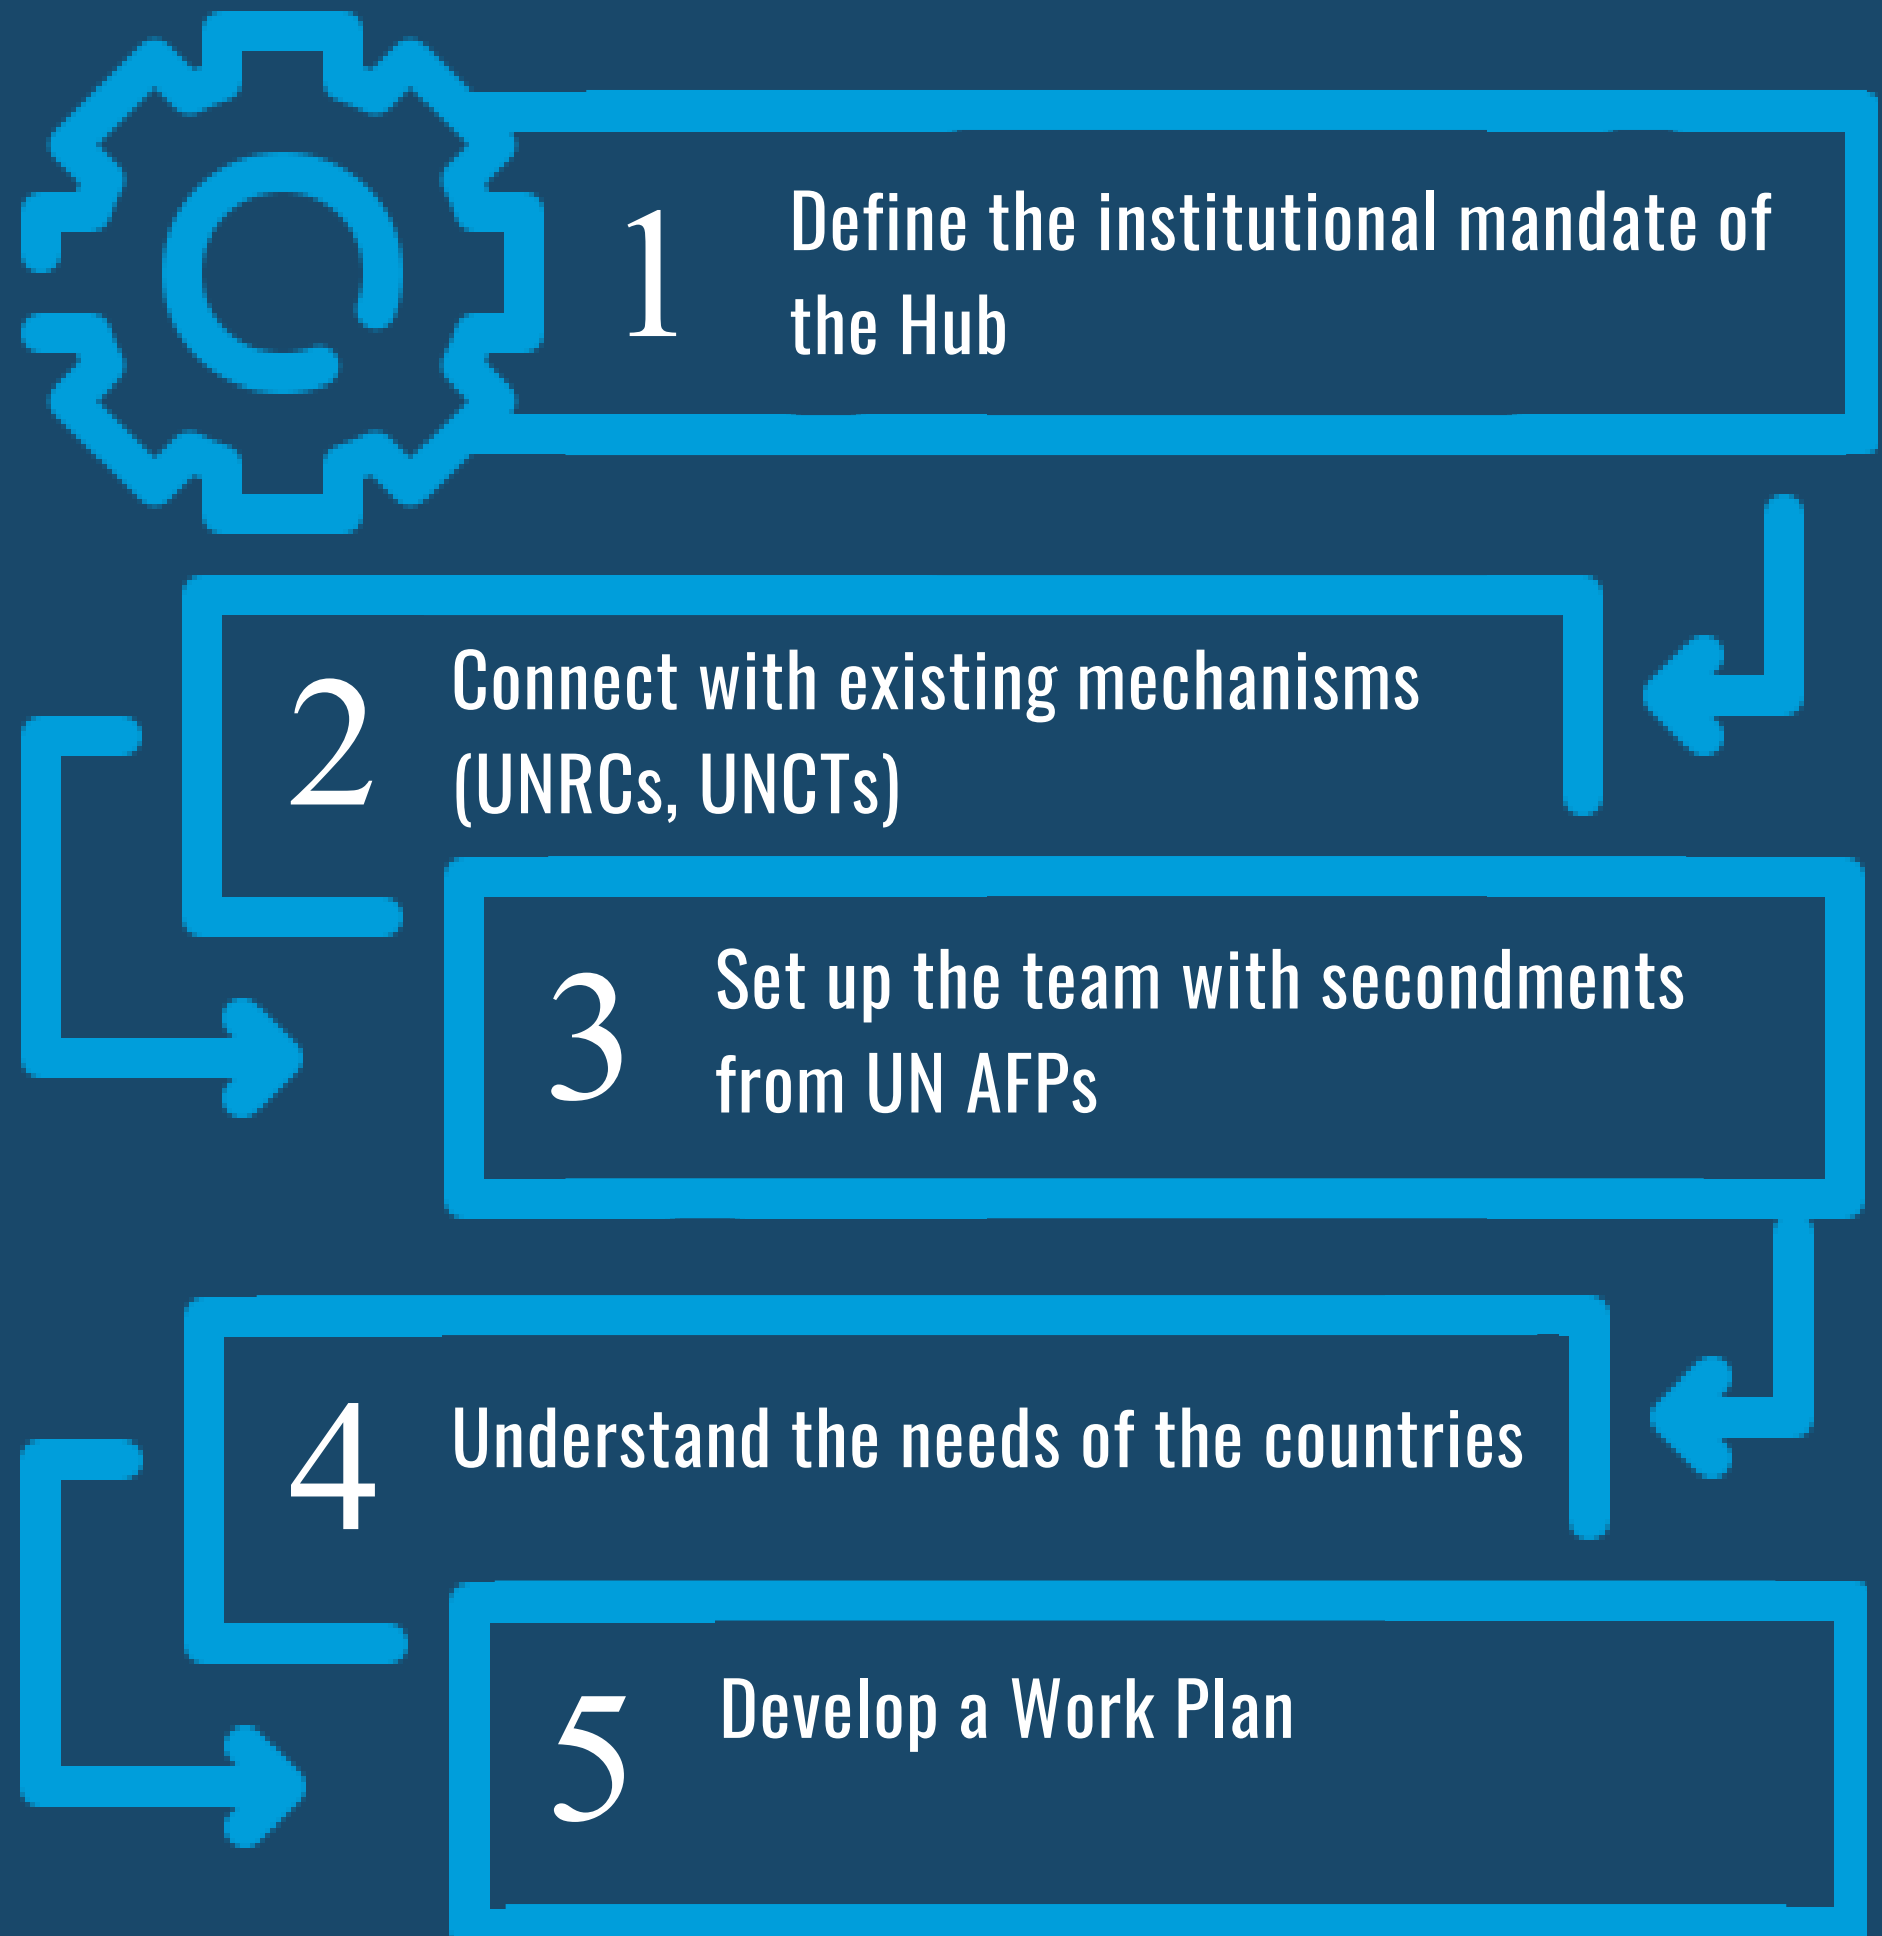 1
Define the institutional mandate of
the Hub
2
Connect with existing mechanisms
(UNRCs, UNCTs)
3
Set up the team with secondments
from UN AFPs
4
Understand the needs of the countries
5
Develop a Work Plan